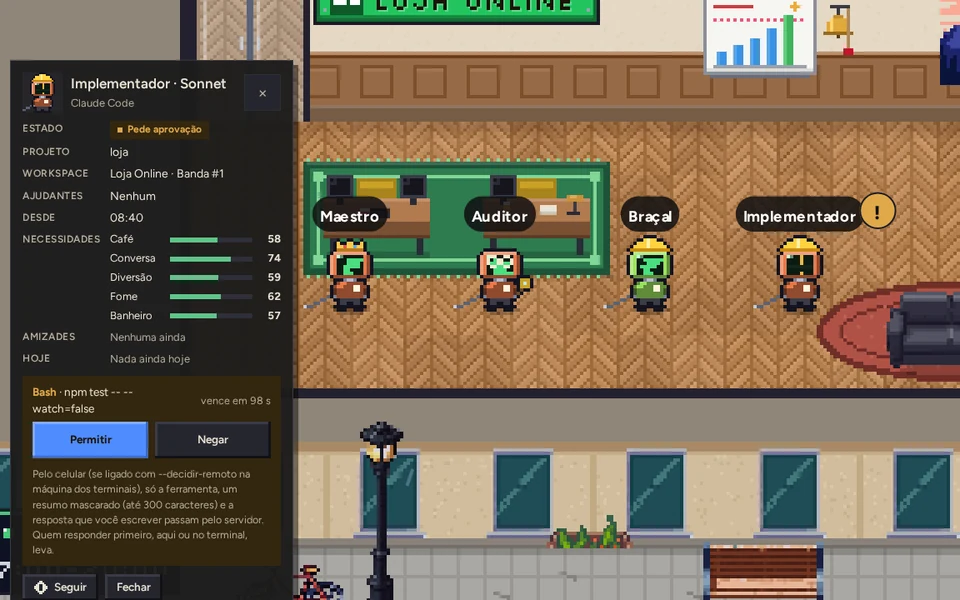 LOJA ONLINE
Implementador · Sonnet
Claude Code
×
ESTADO Pede aprovação
PROJETO loja
WORKSPACE Loja Online · Banda #1
AJUDANTES Nenhum
DESDE 08:40
NECESSIDADES Café 58
Conversa 74
Diversão 59
Fome 62
Banheiro 57
AMIZADES Nenhuma ainda
HOJE Nada ainda hoje
Bash · npm test -- --
watch=false
vence em 98 s
Permitir Negar
Pelo celular (se ligado com --decidir-remoto na
máquina dos terminais), só a ferramenta, um
resumo mascarado (até 300 caracteres) e a
resposta que você escrever passam pelo servidor.
Quem responder primeiro, aqui ou no terminal,
leva.
Seguir Fechar
Maestro Auditor Braçal Implementador !